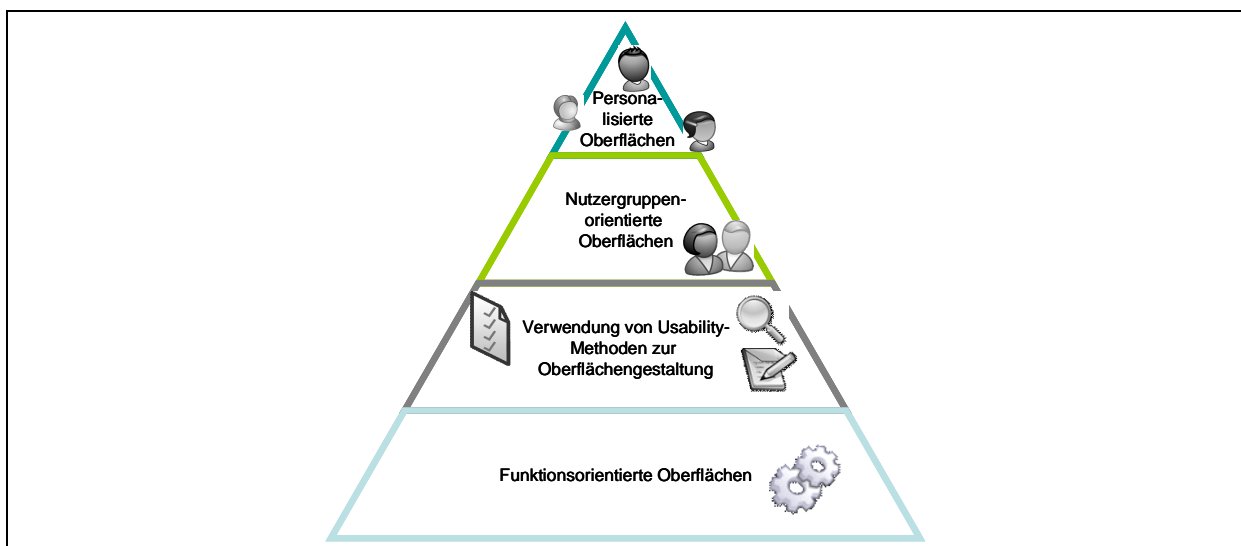 Persona-
lisierte
Oberflächen
Nutzergruppen-
orientierte
Oberflächen
Verwendung von Usability-
Methoden zur
Oberflächengestaltung
Funktionsorientierte Oberflächen